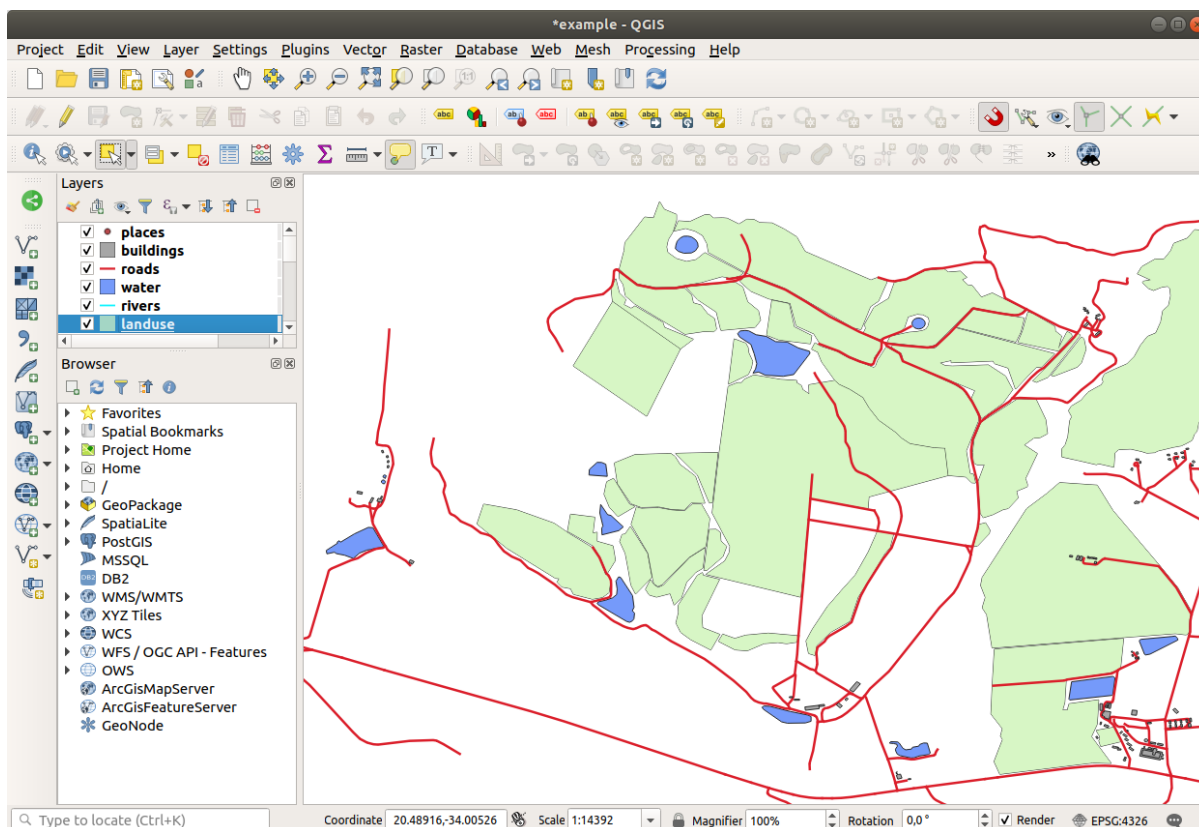 *example - QGIS
Project Edit View Layer Settings Plugins Vector Raster Database Web Mesh Processing Help
Layers
places
buildings
roads
water
rivers
landuse
Browser
Favorites
Spatial Bookmarks
Project Home
Home
/
GeoPackage
SpatiaLite
PostGIS
MSSQL
DB2
WMS/WMTS
XYZ Tiles
WCS
WFS / OGC API - Features
OWS
ArcGisMapServer
ArcGisFeatureServer
GeoNode
Type to locate (Ctrl+K) Coordinate 20.48916,-34.00526 Scale 1:14392 Magnifier 100% Rotation 0,0 ° Render EPSG:4326